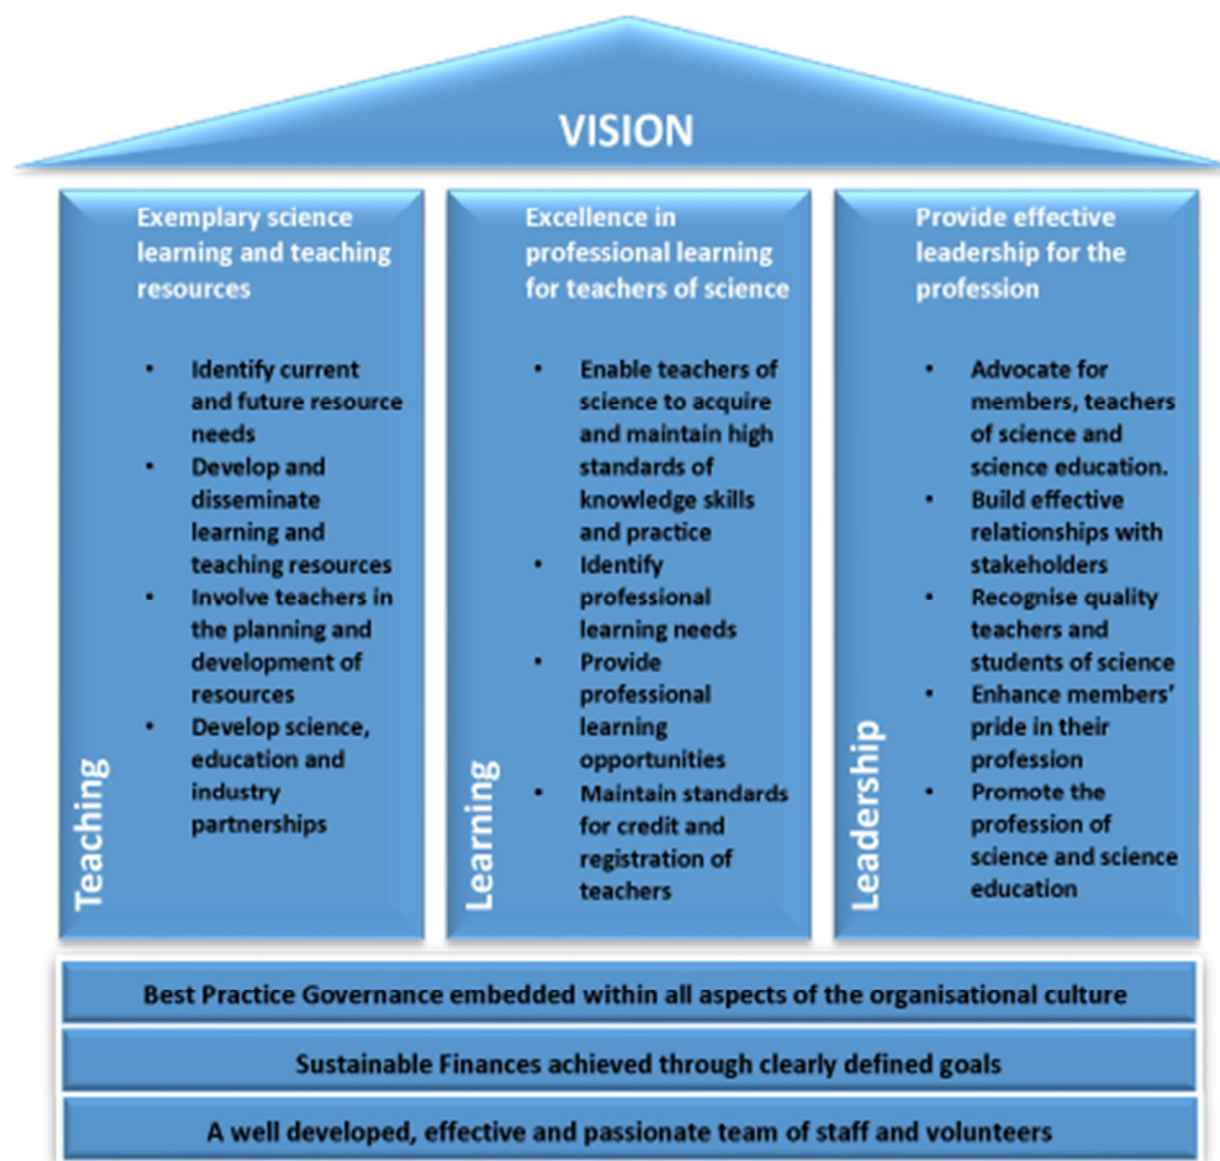 VISION
Exemplary science
learning and teaching
resources
• Identify current
and future resource
needs
• Develop and
disseminate
learning and
teaching resources
• Involve teachers in
the planning and
development of
resources
• Develop science,
education and
industry
partnerships
Teaching
Excellence in
professional learning
for teachers of science
• Enable teachers of
science to acquire
and maintain high
standards of
knowledge skills
and practice
• Identify
professional
learning needs
• Provide
professional
learning
opportunities
• Maintain standards
for credit and
registration of
teachers
Learning
Provide effective
leadership for the
profession
• Advocate for
members, teachers
of science and
science education.
• Build effective
relationships with
stakeholders
• Recognise quality
teachers and
students of science
• Enhance members’
pride in their
profession
• Promote the
profession of
science and science
education
Leadership
Best Practice Governance embedded within all aspects of the organisational culture
Sustainable Finances achieved through clearly defined goals
A well developed, effective and passionate team of staff and volunteers